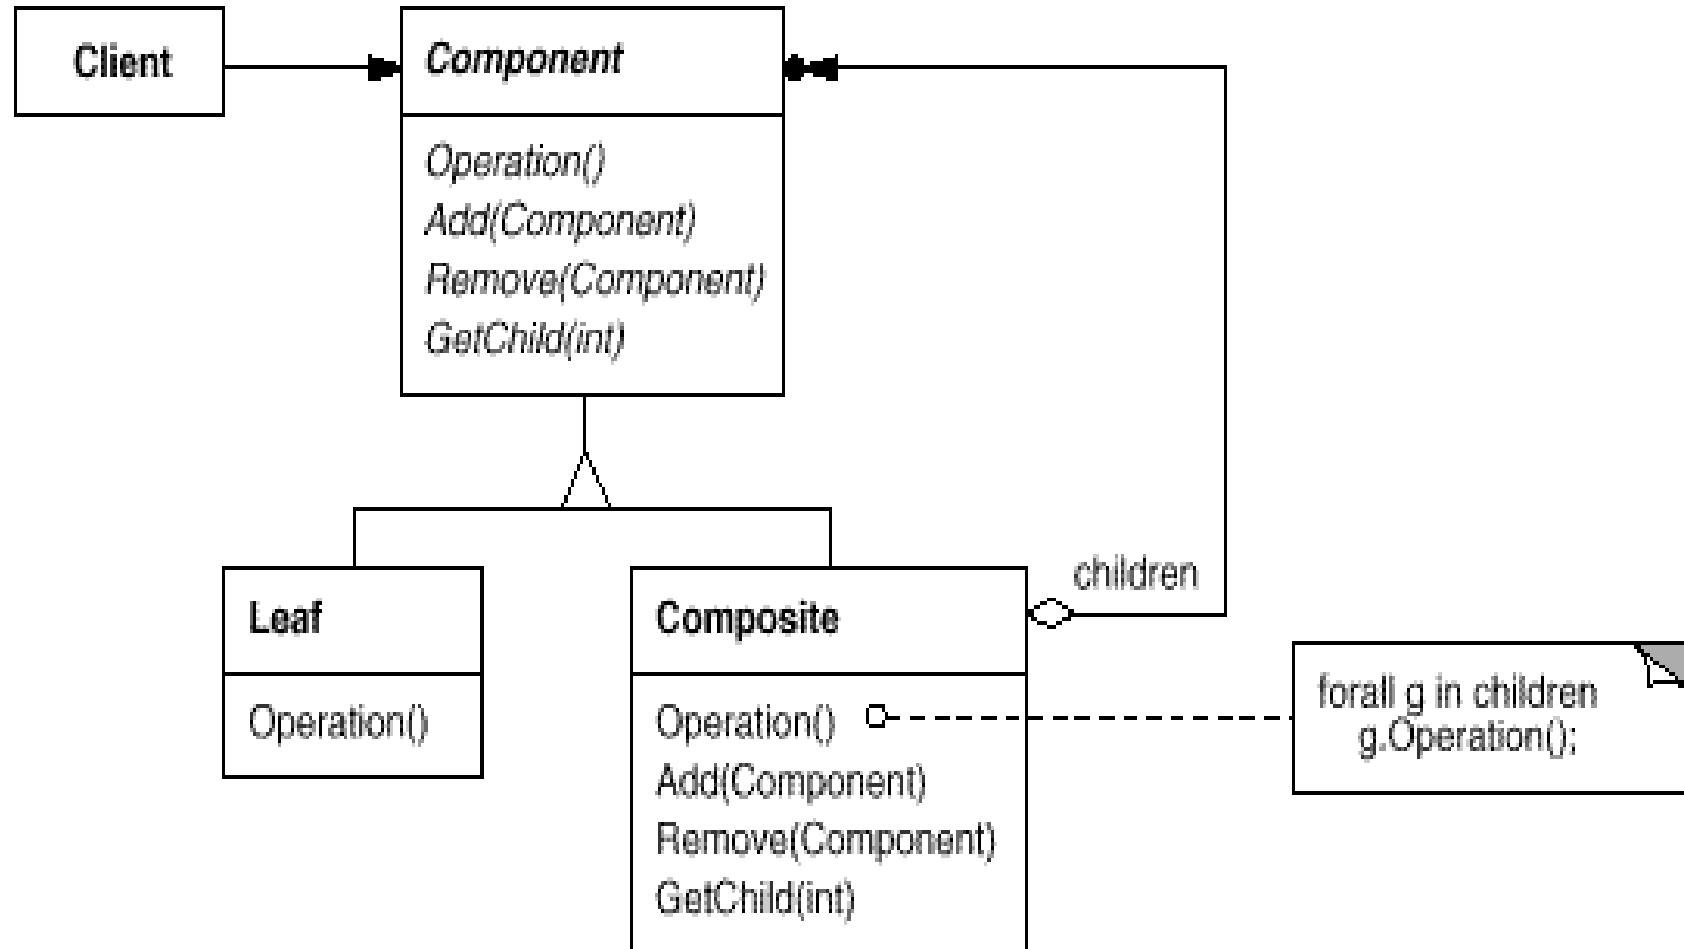 Client
Component
Operation()
Add(Component)
Remove(Component)
GetChild(int)
children
Leaf
Operation()
Composite
Operation()
Add(Component)
Remove(Component)
GetChild(int)
forall g in children
g.Operation();